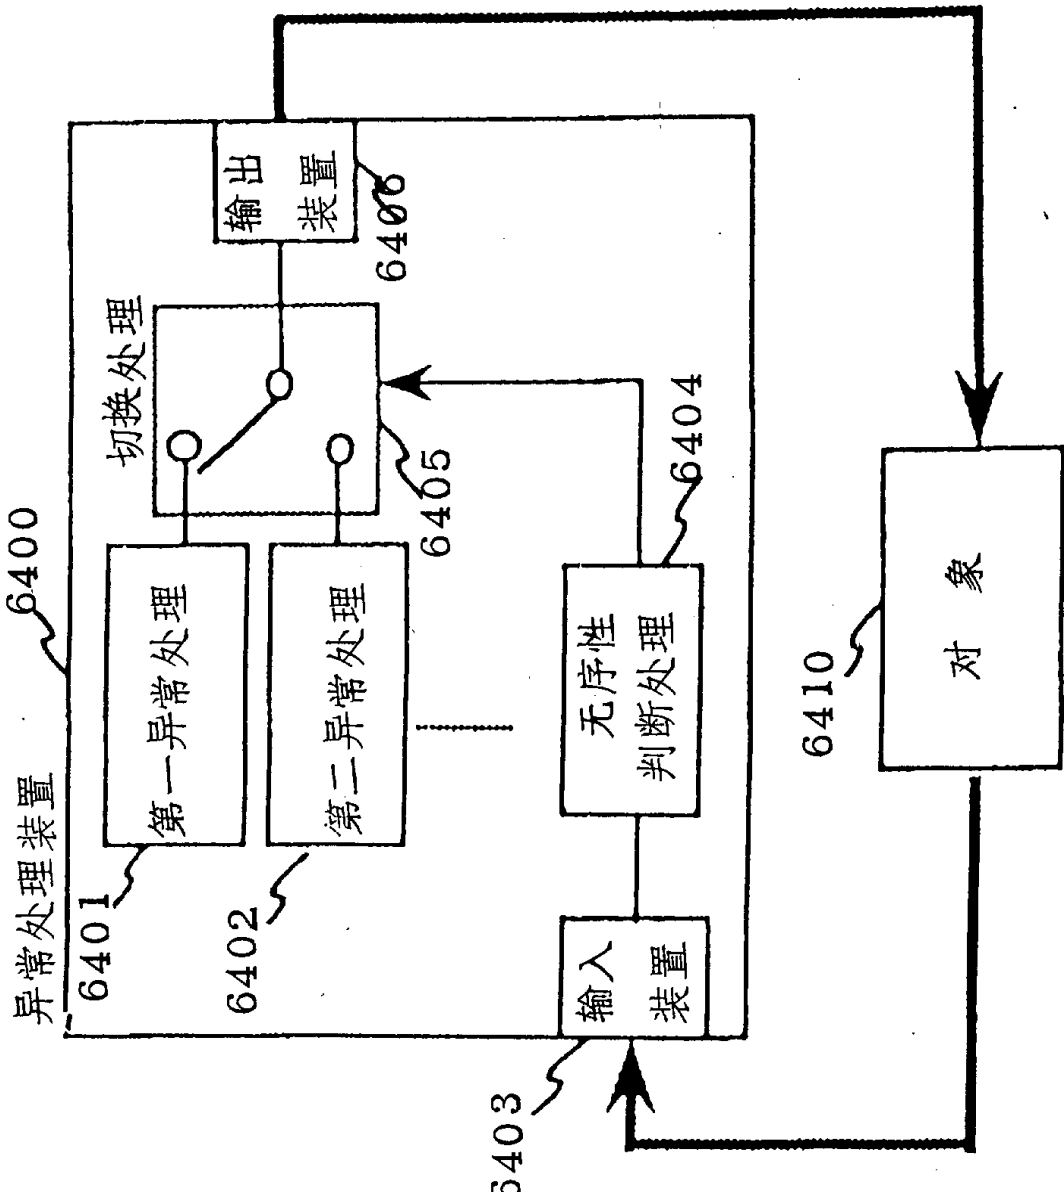 异常处理装置
6400
6401
第一异常处理
切换处理
输出
装置
6406
6402
第二异常处理
6405
6403
输入
装置
无序性
判断处理
6404
6410
对象